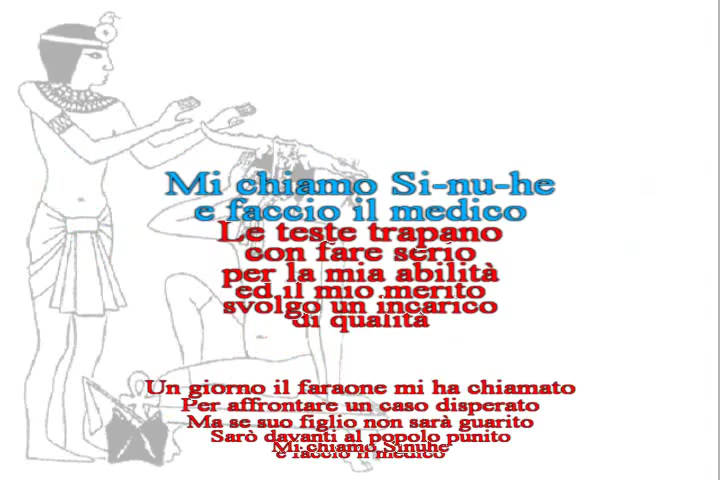 Mi chiamo Si-nu-he
e faccio il medico
Le teste trapano
con fare serio
per la mia abilità
ed il mio merito
svolgo un incarico
di qualità
Un giorno il faraone mi ha chiamato
Per affrontare un caso disperato
Ma se suo figlio non sarà guarito
Sarò davanti al popolo punito
Mi chiamo Sinuhe
e faccio il medico